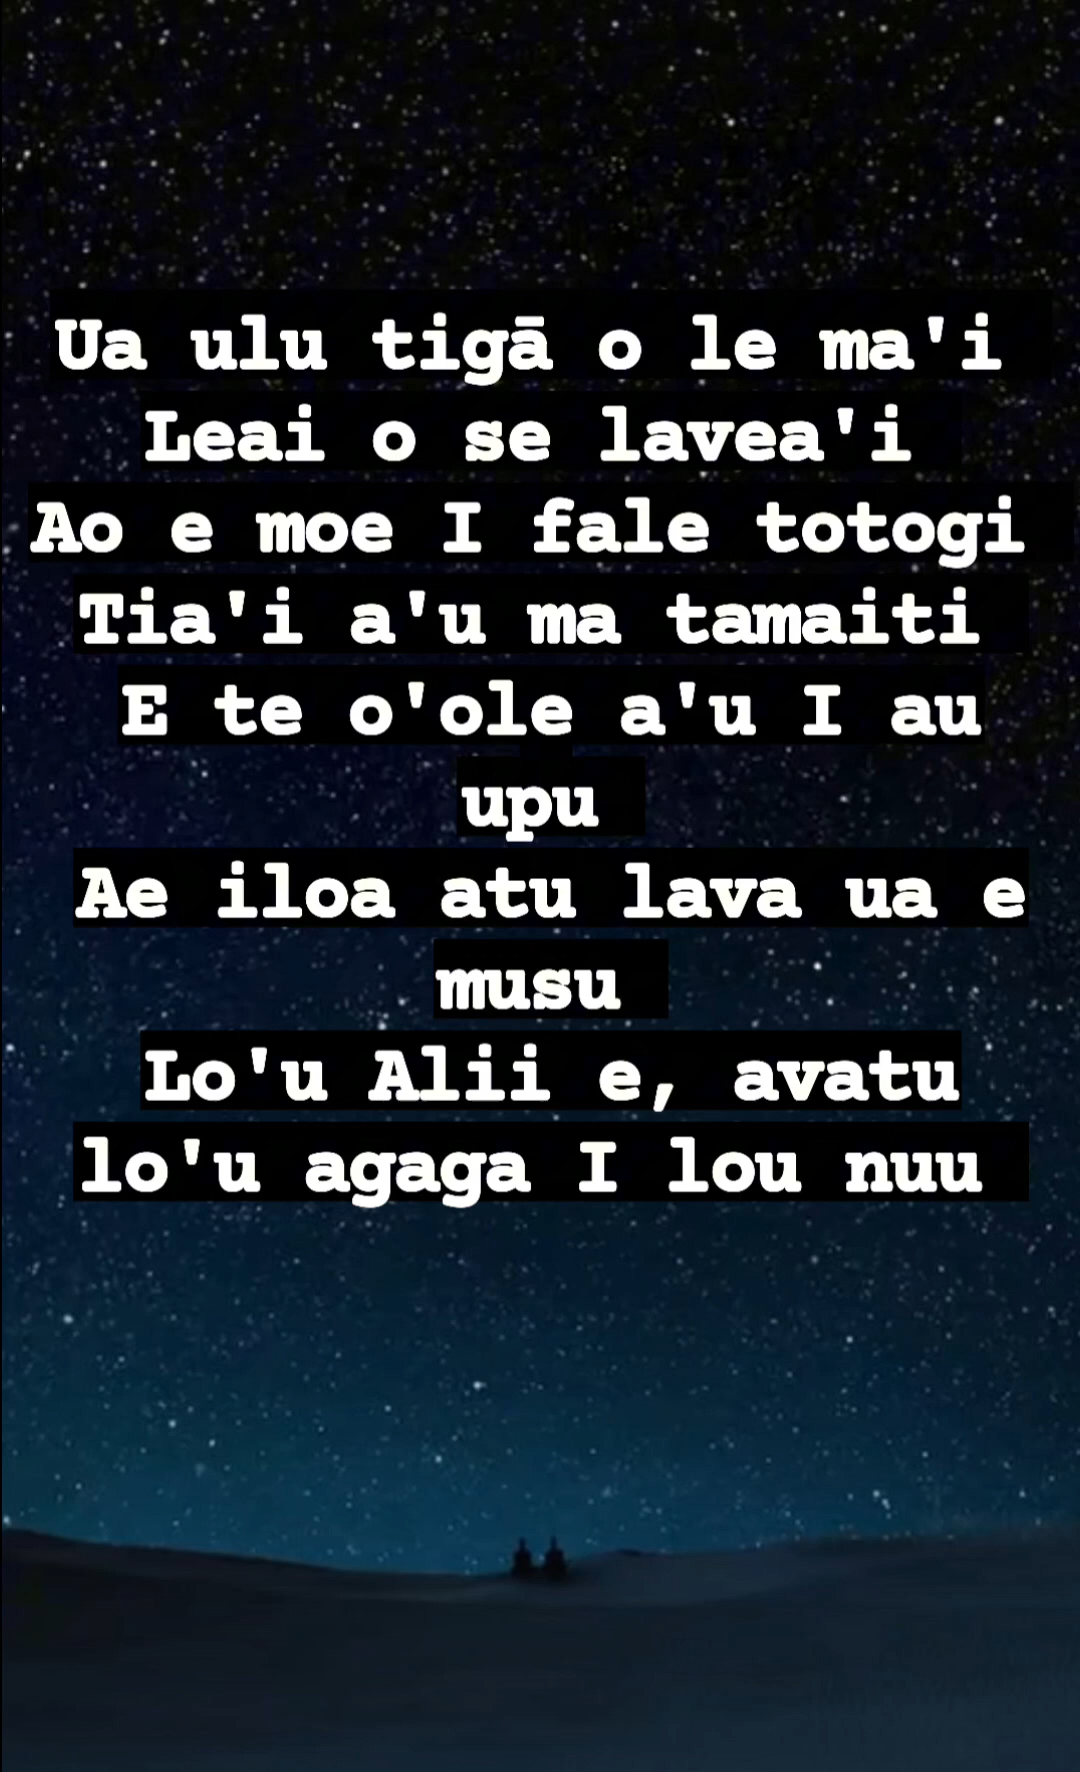 Ua ulu tigā o le ma'i
Leai o se lavea'i
Ao e moe I fale totogi
Tia'i a'u ma tamaiti
E te o'ole a'u I au
upu
Ae iloa atu lava ua e
musu
Lo'u Alii e, avatu
lo'u agaga I lou nuu